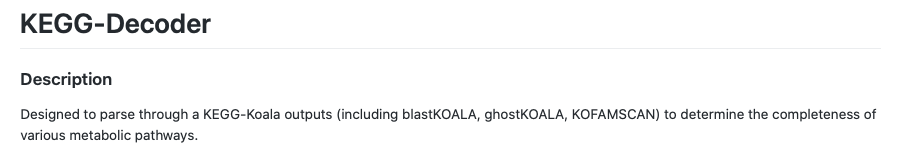 KEGG-Decoder
Description
Designed to parse through a KEGG-Koala outputs (including blastKOALA, ghostKOALA, KOFAMSCAN) to determine the completeness of
various metabolic pathways.